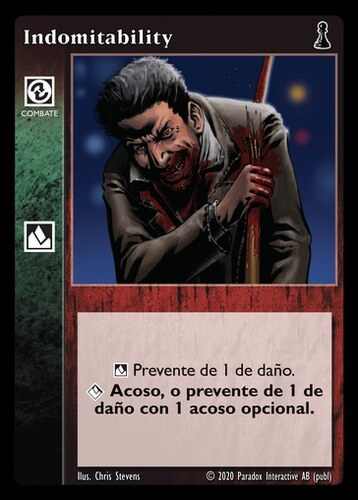 Indomitability
COMBATE
Prevente de 1 de daño.
Acoso, o prevente de 1 de
daño con 1 acoso opcional.
Ilus. Chris Stevens
© 2020 Paradox Interactive AB (publ)